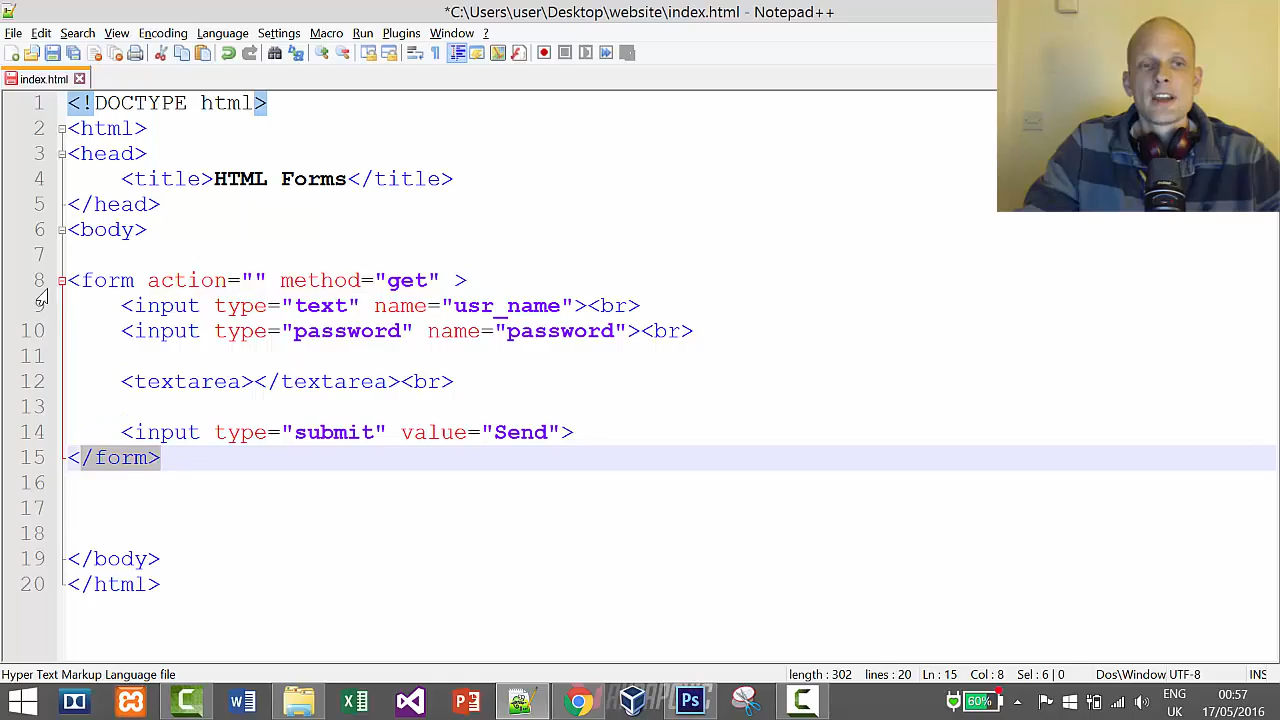 *C:\Users\user\Desktop\website\index.html - Notepad++
File Edit Search View Encoding Language Settings Macro Run Plugins Window ?
index.html
1 <!DOCTYPE html>
2 <html>
3 <head>
4 <title>HTML Forms</title>
5 </head>
6 <body>
7
8 <form action="" method="get" >
9 <input type="text" name="usr_name"><br>
10 <input type="password" name="password"><br>
11
12 <textarea></textarea><br>
13
14 <input type="submit" value="Send">
15 </form>
16
17
18
19 </body>
20 </html>
Hyper Text Markup Language file length : 302 lines : 20 Ln : 15 Col : 8 Sel : 6 | 0 Dos\Windows UTF-8 INS
60% ENG 00:57
UK 17/05/2016